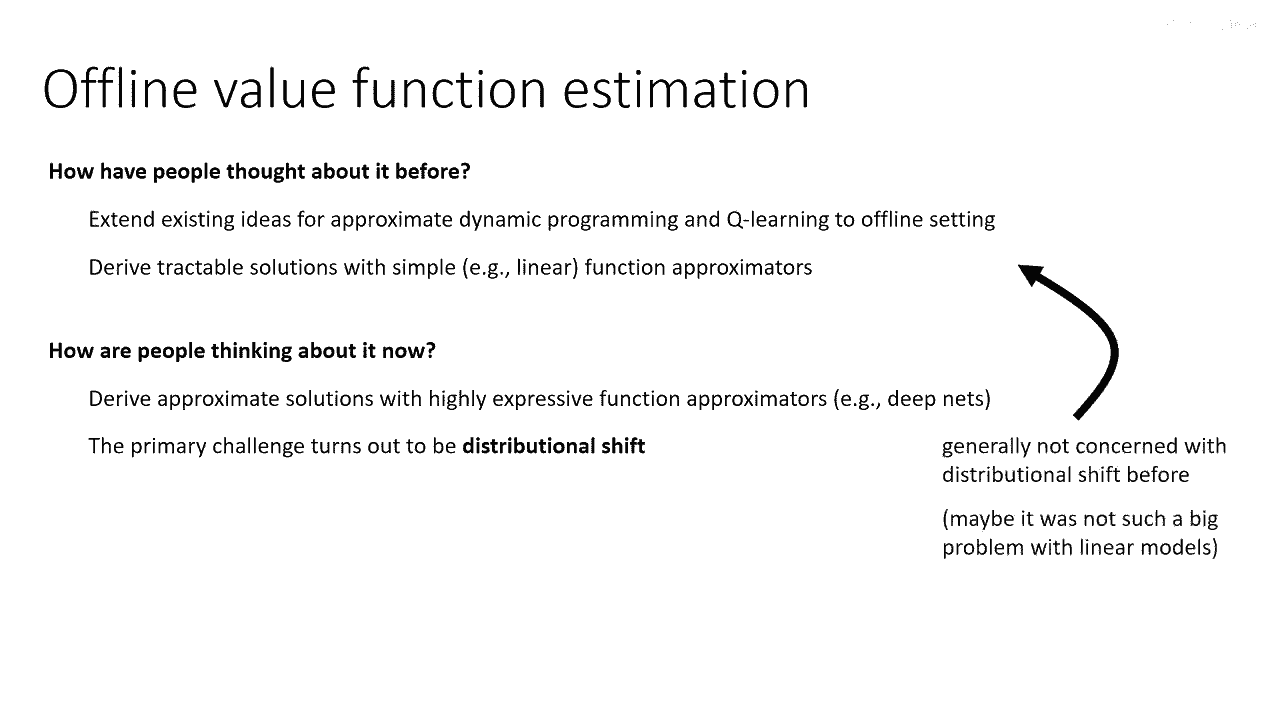 Offline value function estimation
How have people thought about it before?
Extend existing ideas for approximate dynamic programming and Q-learning to offline setting
Derive tractable solutions with simple (e.g., linear) function approximators
How are people thinking about it now?
Derive approximate solutions with highly expressive function approximators (e.g., deep nets)
The primary challenge turns out to be distributional shift
generally not concerned with
distributional shift before
(maybe it was not such a big
problem with linear models)